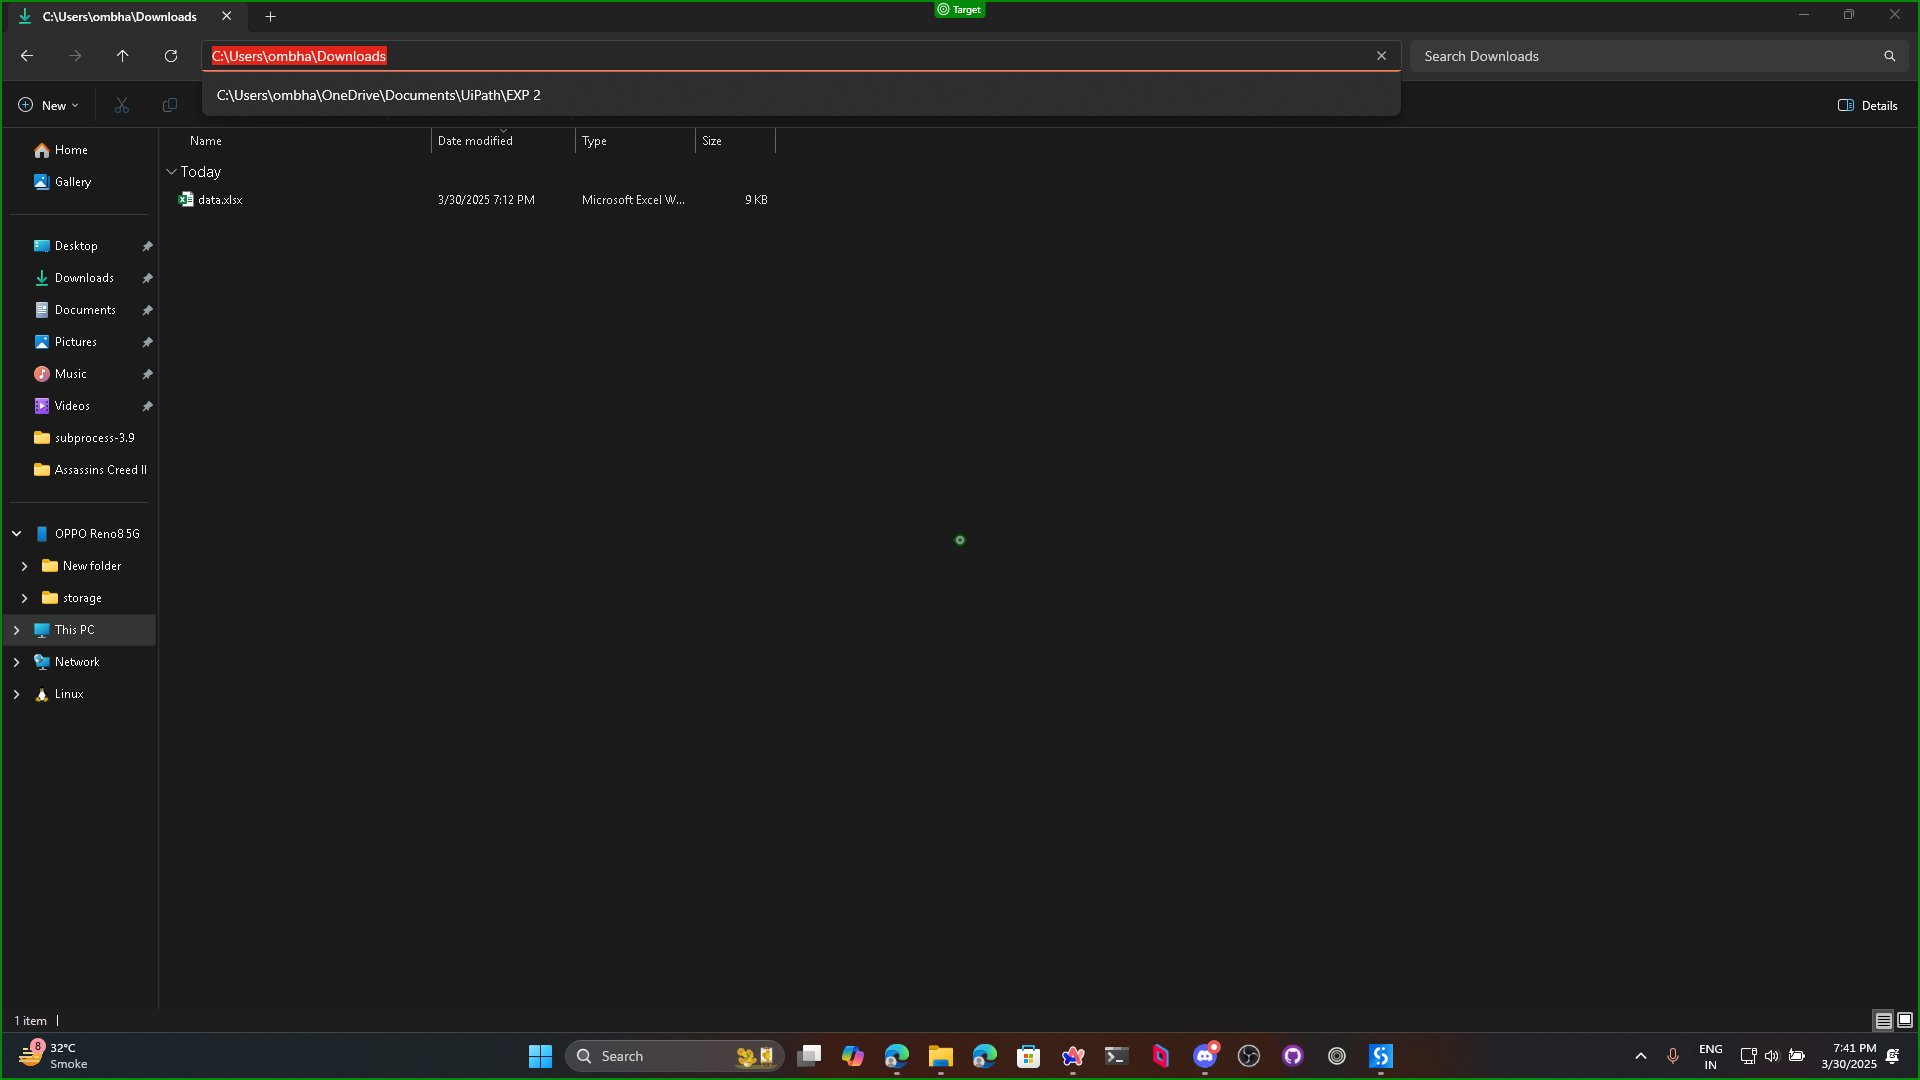 C:\Users\ombha\Downloads
Target
C:\Users\ombha\Downloads
Search Downloads
C:\Users\ombha\OneDrive\Documents\UiPath\EXP 2
New
Details
Name Date modified Type Size
Today
data.xlsx 3/30/2025 7:12 PM Microsoft Excel W... 9 KB
Home
Gallery
Desktop
Downloads
Documents
Pictures
Music
Videos
subprocess-3.9
Assassins Creed II
OPPO Reno8 5G
New folder
storage
This PC
Network
Linux
1 item
8
32°C
Smoke
Search
ENG
IN
7:41 PM
3/30/2025